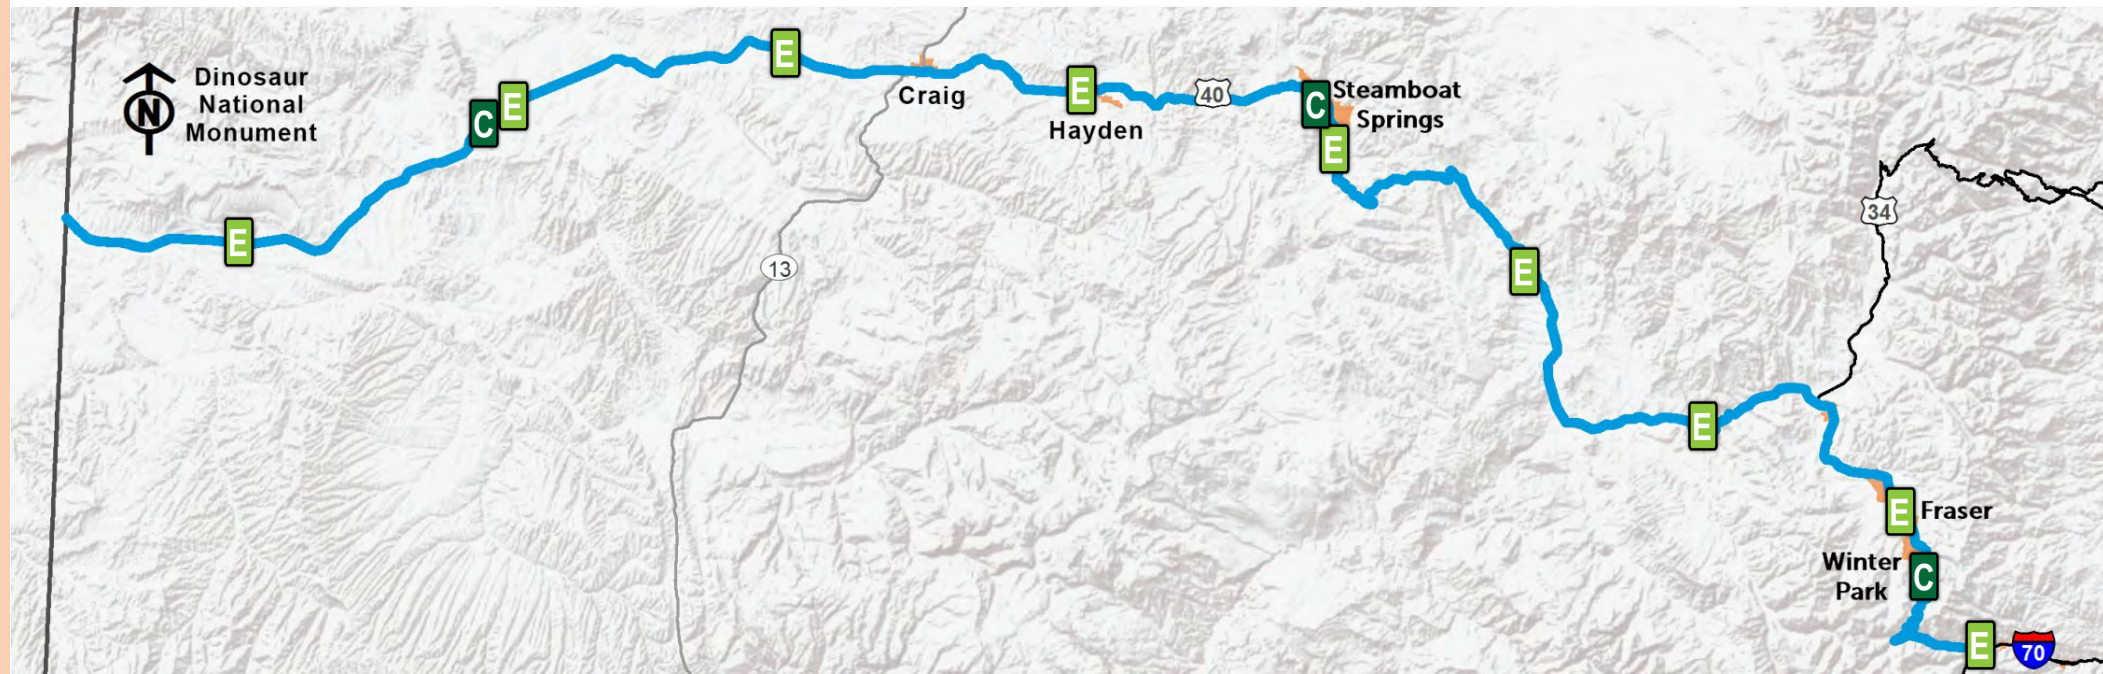 N
Dinosaur
National
Monument
E
C
E
E
Craig
E
Hayden
40
C
Steamboat
Springs
E
13
34
E
E
E
Fraser
Winter
Park
C
E
70